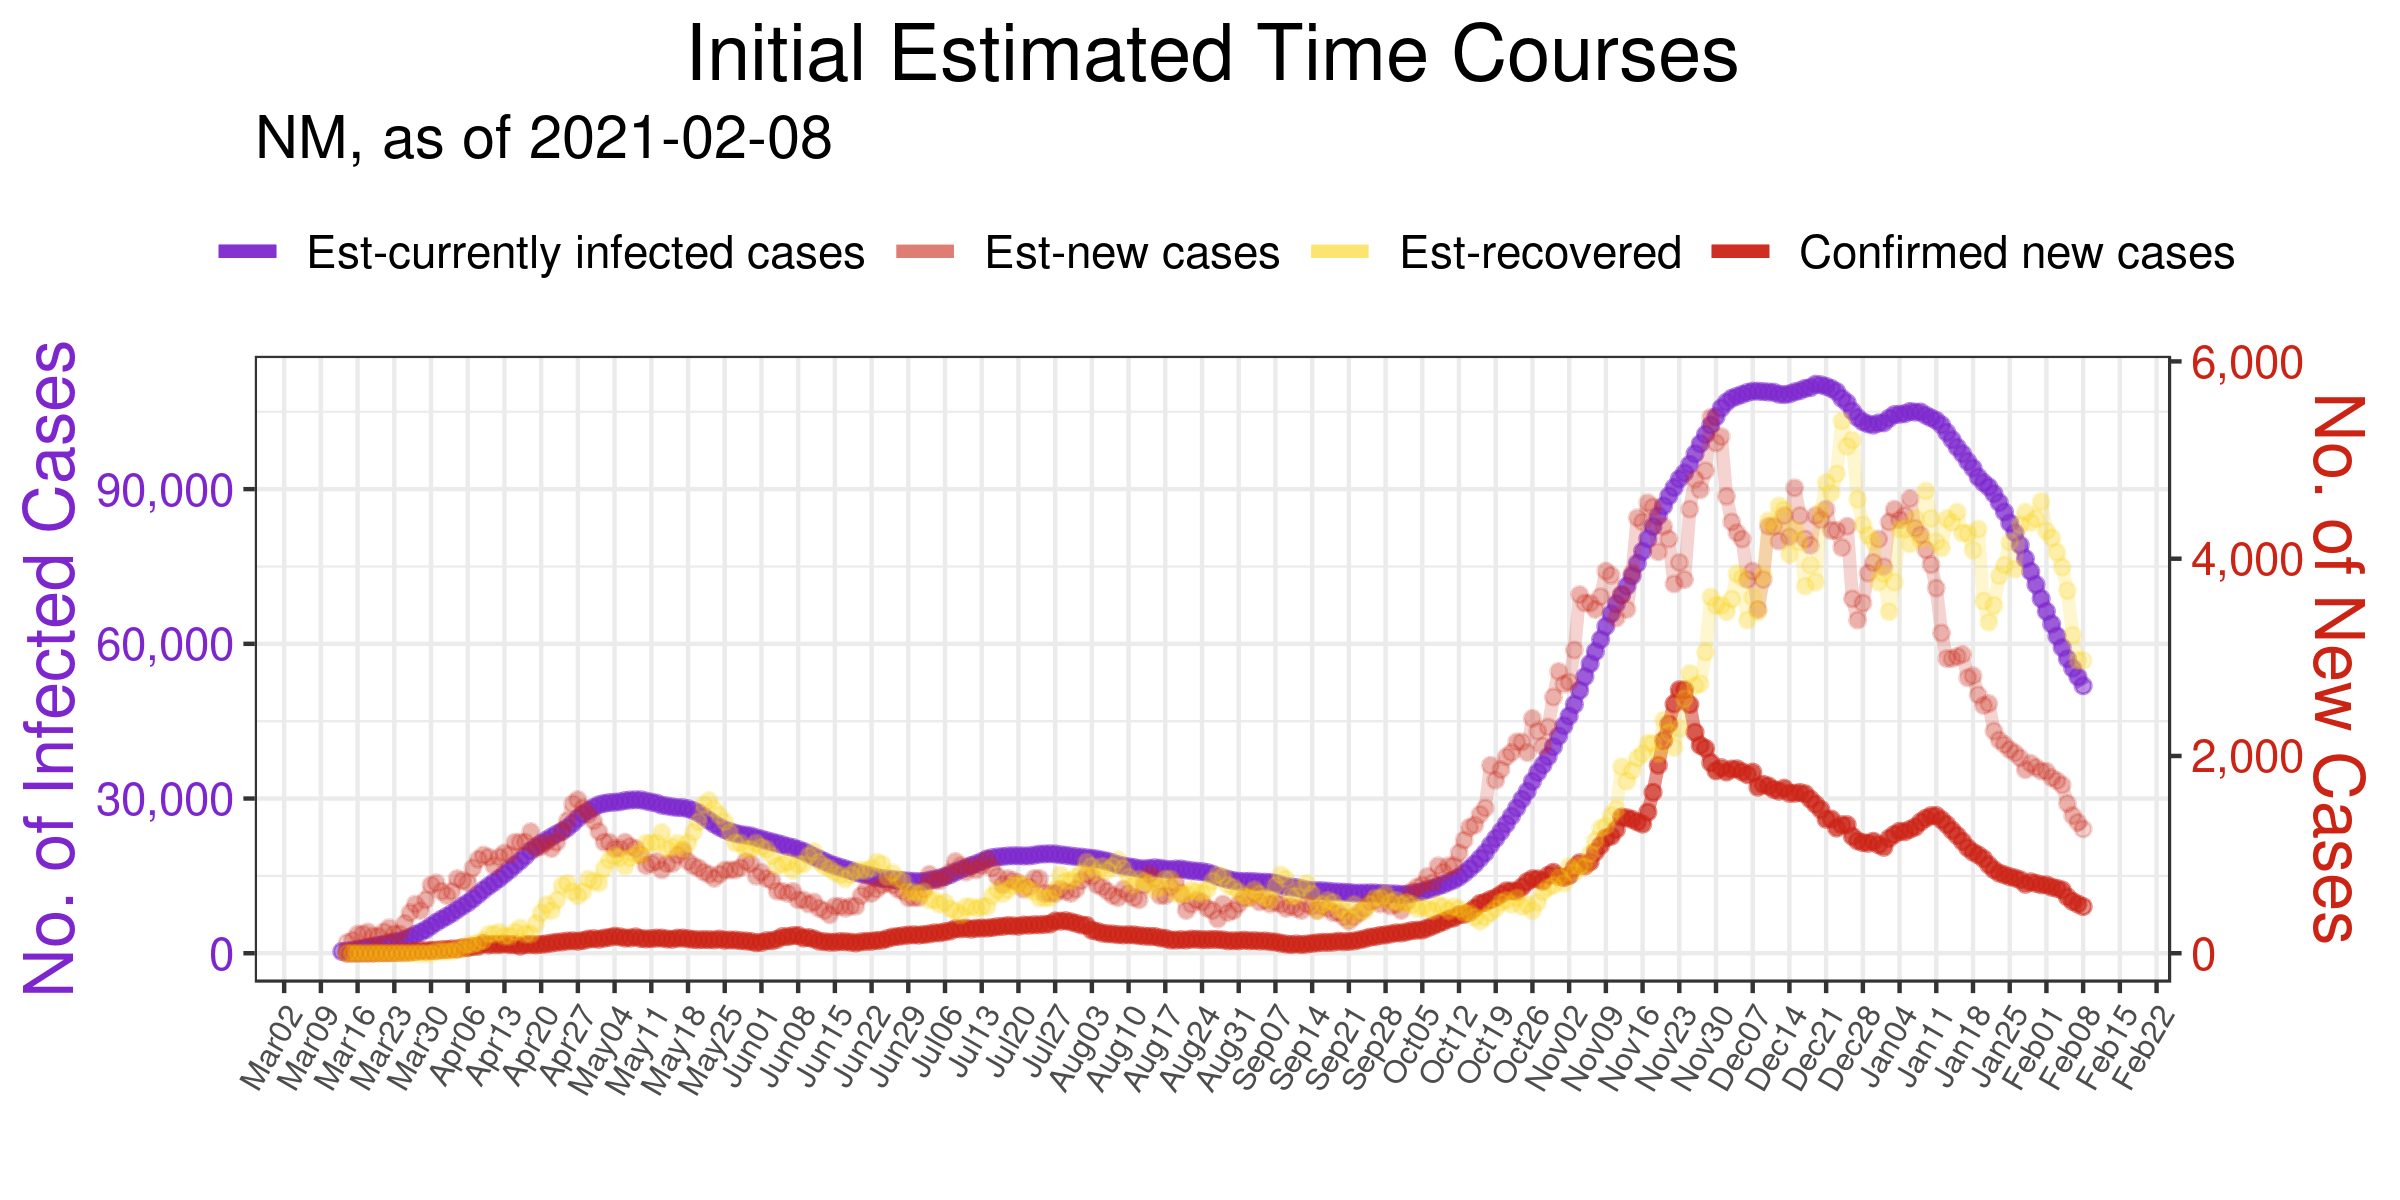 Initial Estimated Time Courses
NM, as of 2021-02-08
Est-currently infected cases Est-new cases Est-recovered Confirmed new cases
No. of Infected Cases
90,000
60,000
30,000
0
6,000
4,000
2,000
0
No. of New Cases
Mar02 Mar09 Mar16 Mar23 Mar30 Apr06 Apr13 Apr20 Apr27 May04 May11 May18 May25 Jun01 Jun08 Jun15 Jun22 Jun29 Jul06 Jul13 Jul20 Jul27 Aug03 Aug10 Aug17 Aug24 Aug31 Sep07 Sep14 Sep21 Sep28 Oct05 Oct12 Oct19 Oct26 Nov02 Nov09 Nov16 Nov23 Nov30 Dec07 Dec14 Dec21 Dec28 Jan04 Jan11 Jan18 Jan25 Feb01 Feb08 Feb15 Feb22